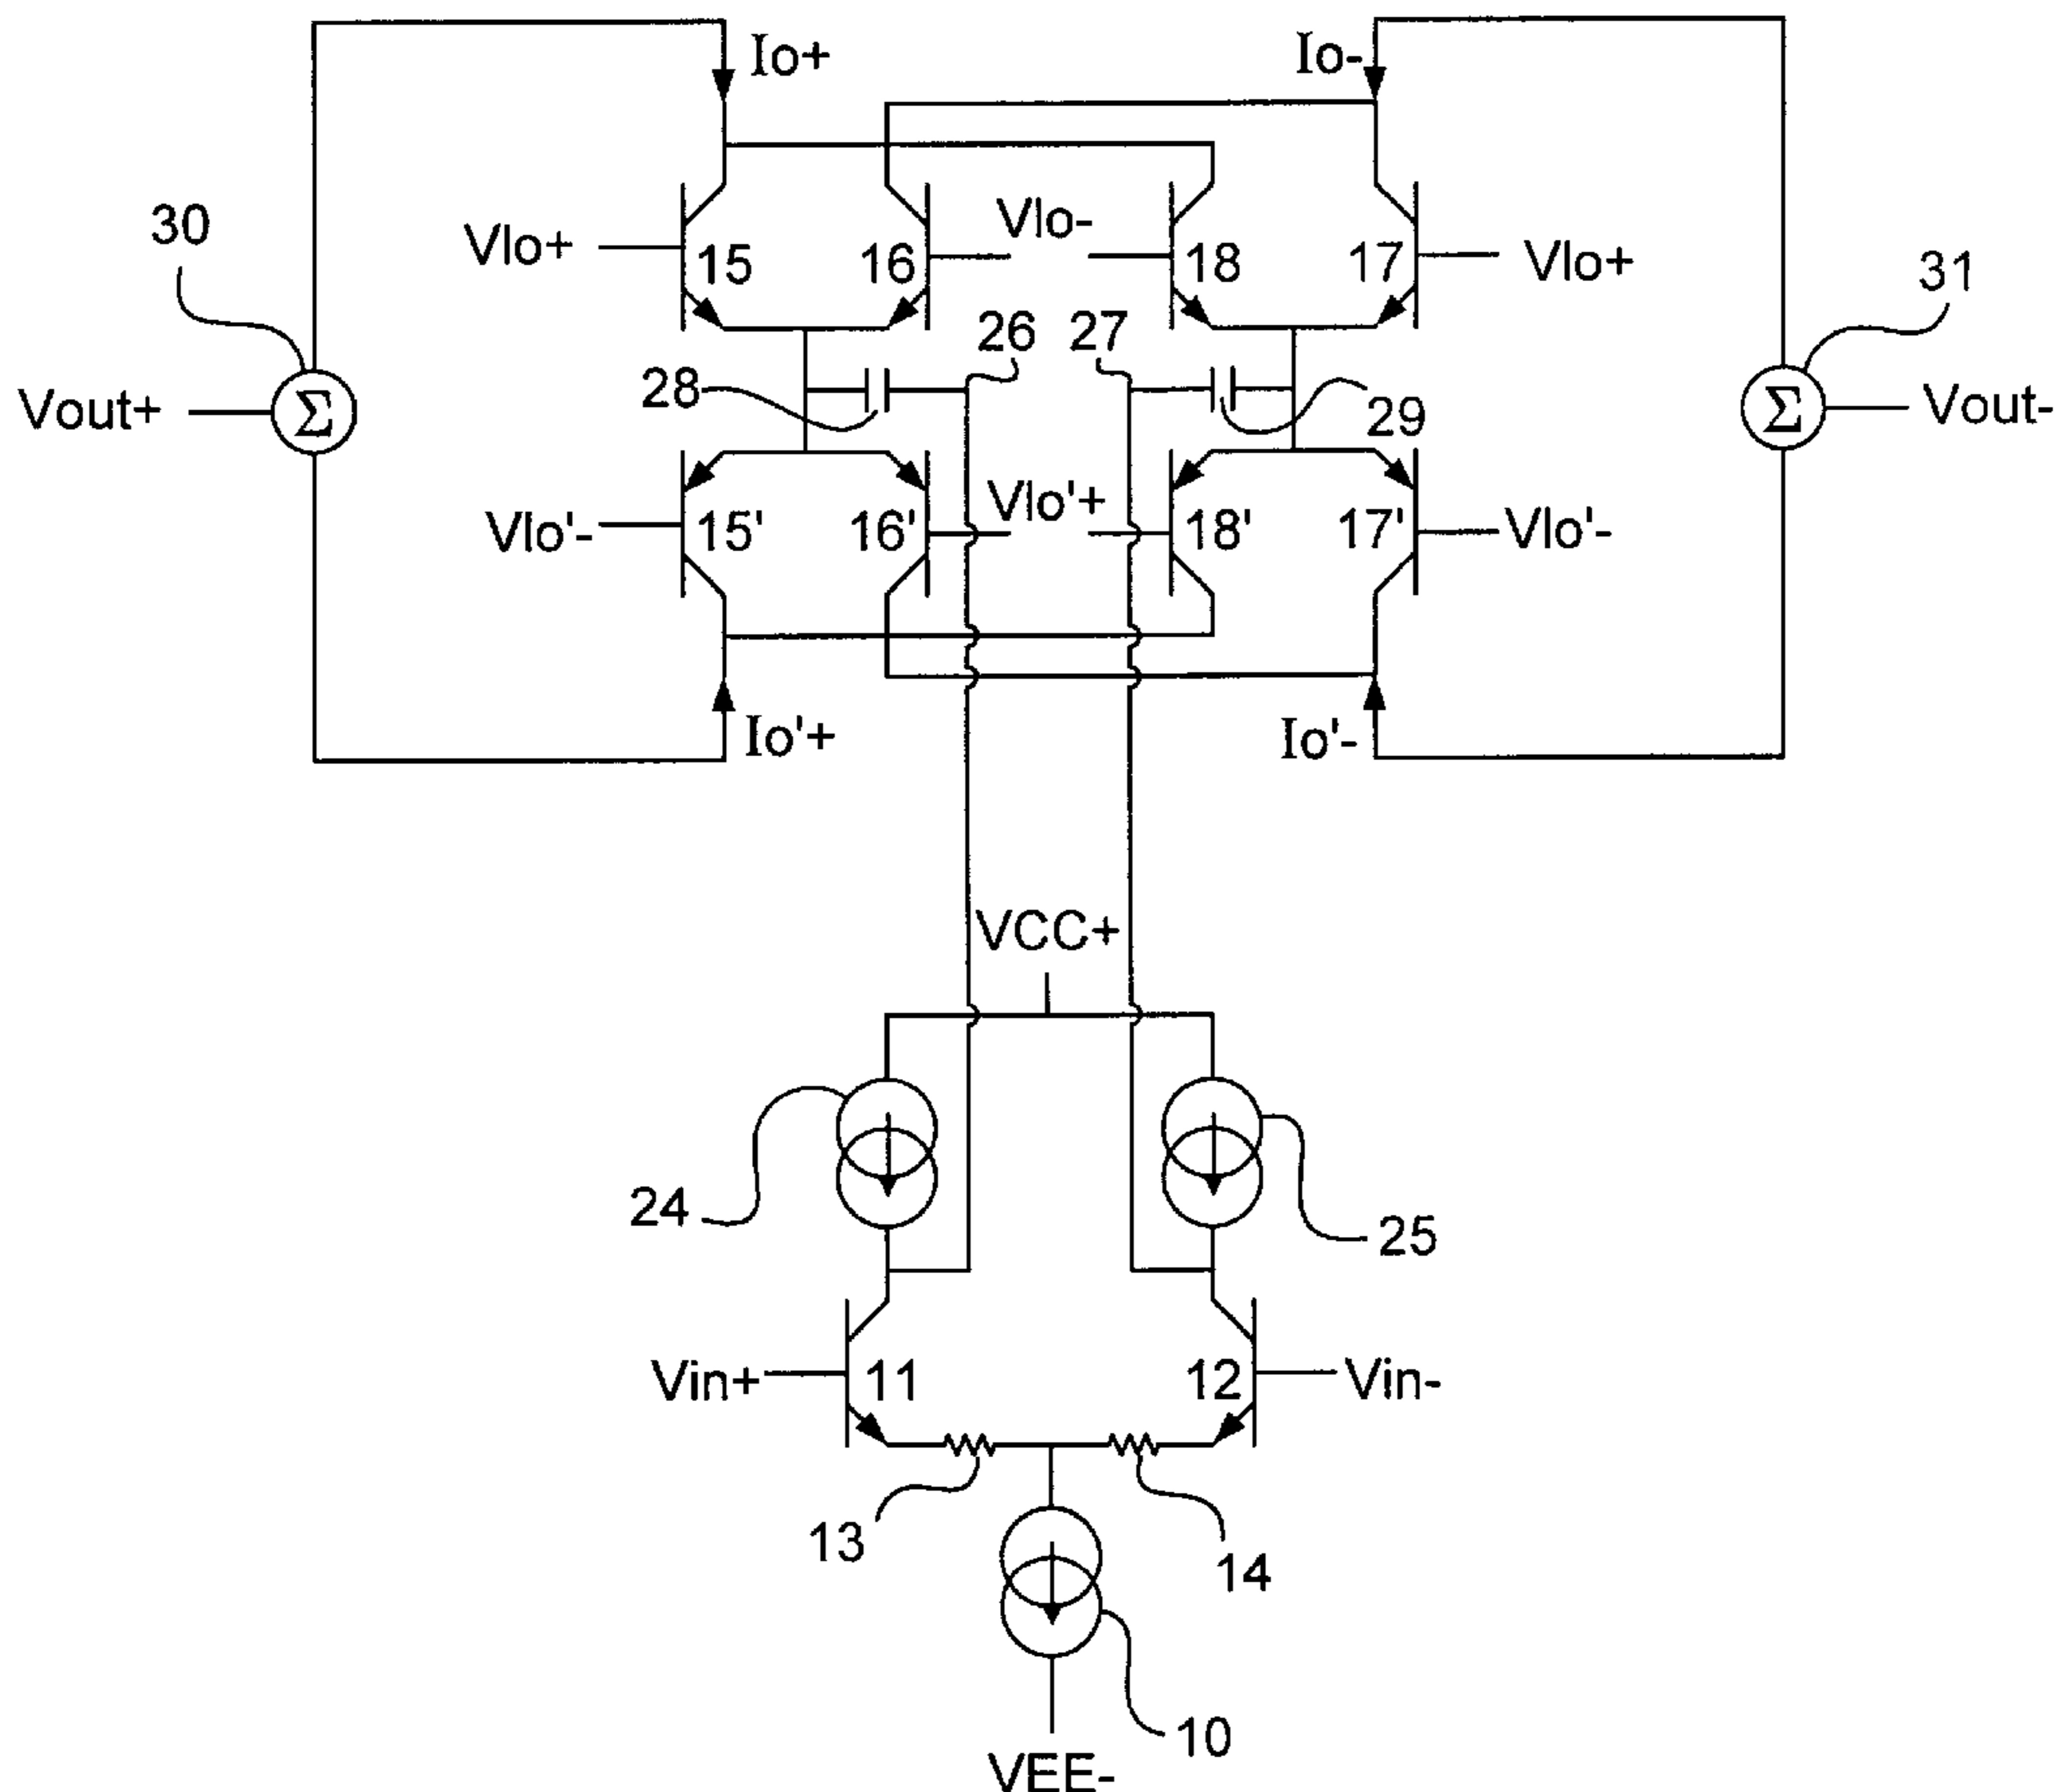 Io+
Io-
30
Vlo+
15
16
Vlo-
18
17
Vlo+
31
26
27
28
29
Vout+
Σ
Σ
Vout-
Vlo'-
15'
16'
Vlo'+
18'
17'
Vlo'-
Io'+
Io'-
VCC+
24
25
Vin+
11
12
Vin-
13
14
10
VEE-